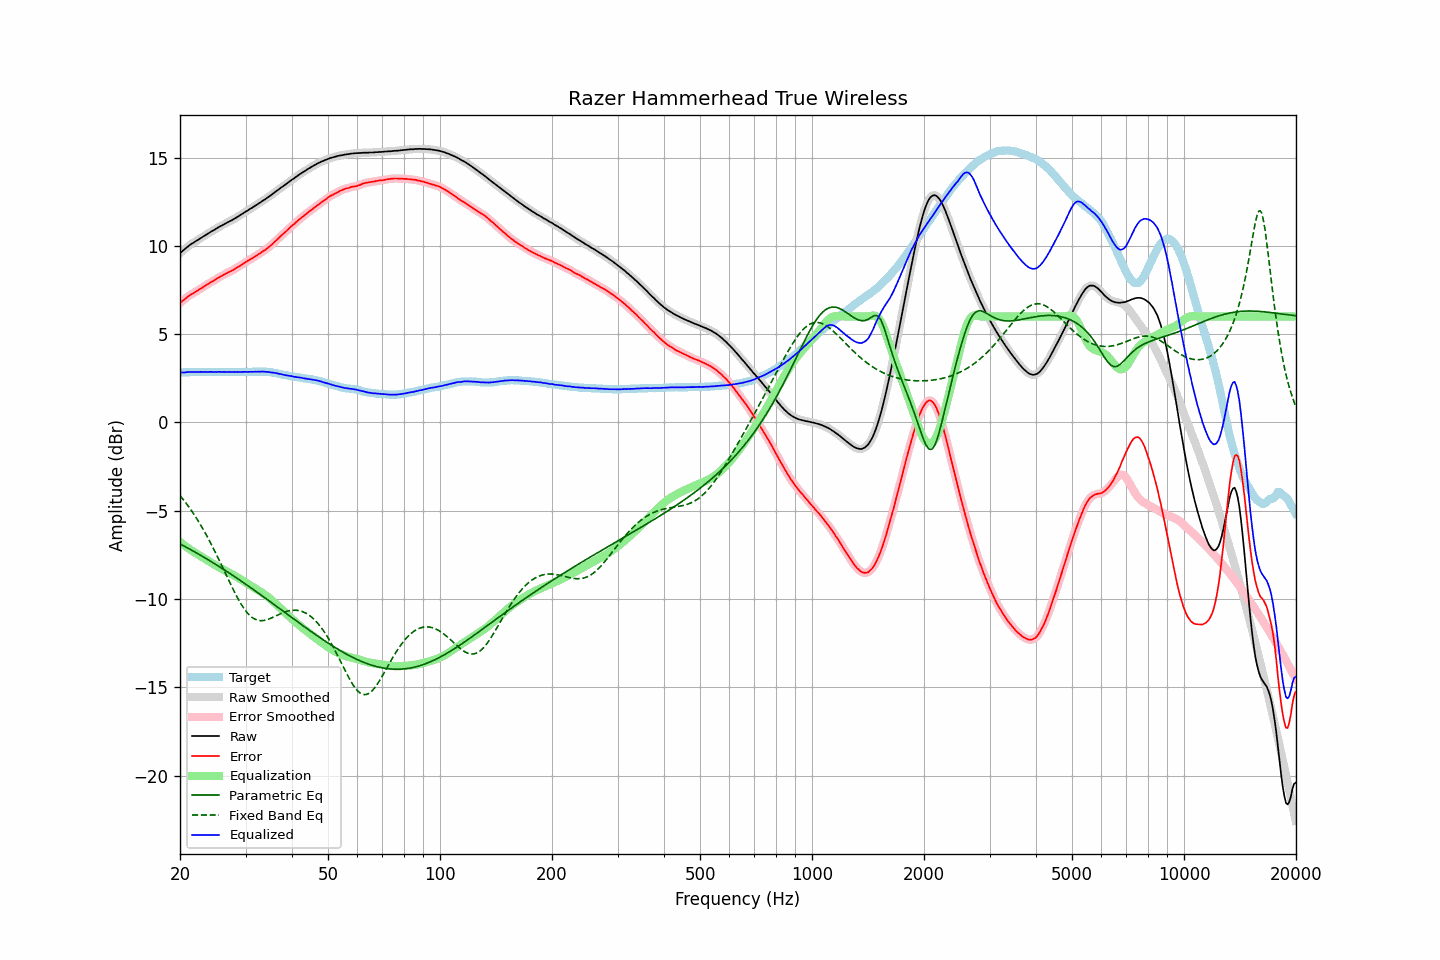 Razer Hammerhead True Wireless
Amplitude (dBr)
15
10
5
0
−5
−10
−15
−20
Target
Raw Smoothed
Error Smoothed
Raw
Error
Equalization
Parametric Eq
Fixed Band Eq
Equalized
20 50 100 200 500 1000 2000 5000 10000 20000
Frequency (Hz)